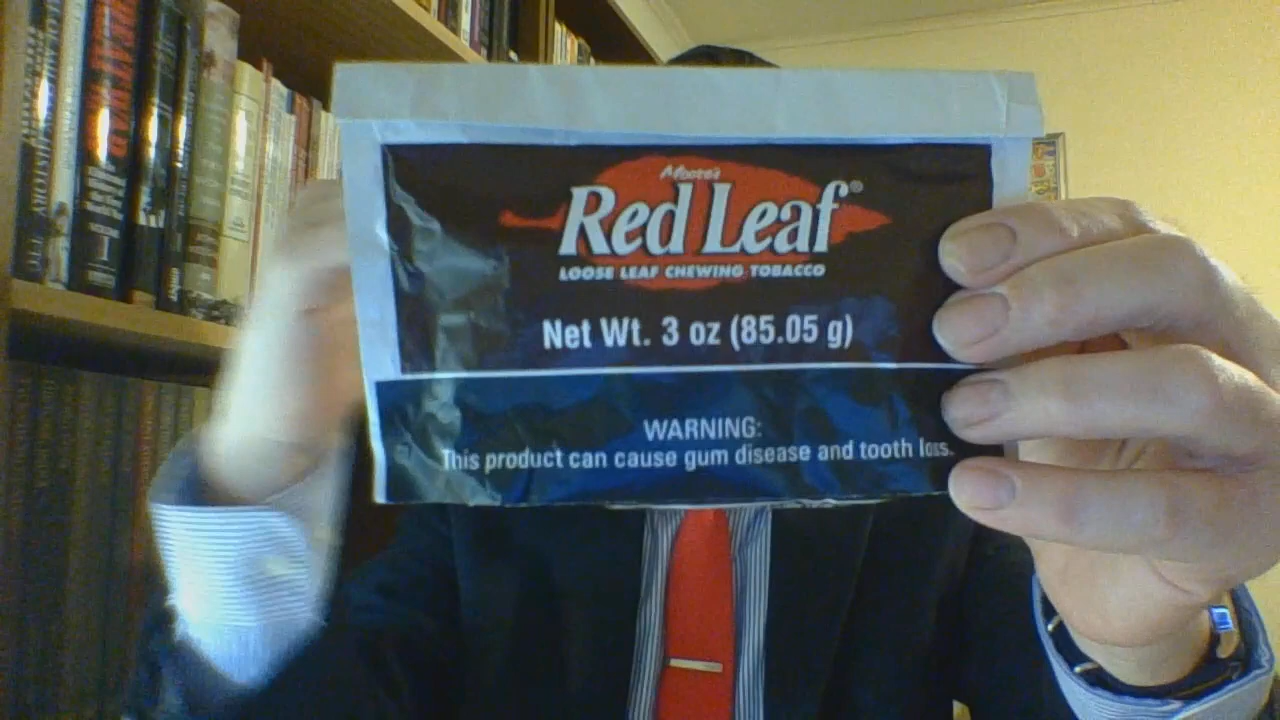 Moore's
Red Leaf®
LOOSE LEAF CHEWING TOBACCO
Net Wt. 3 oz (85.05 g)
WARNING:
This product can cause gum disease and tooth loss.